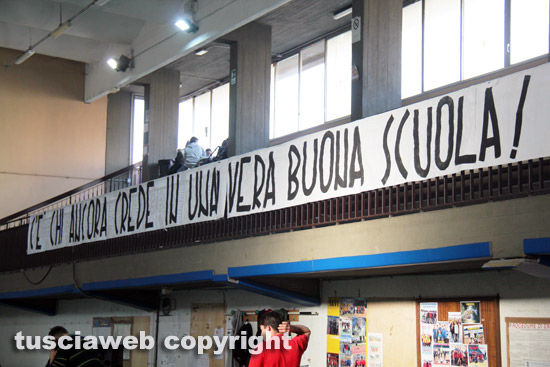 C'È CHI ANCORA CREDE IN UNA VERA BUONA SCUOLA!
tusciaweb copyright